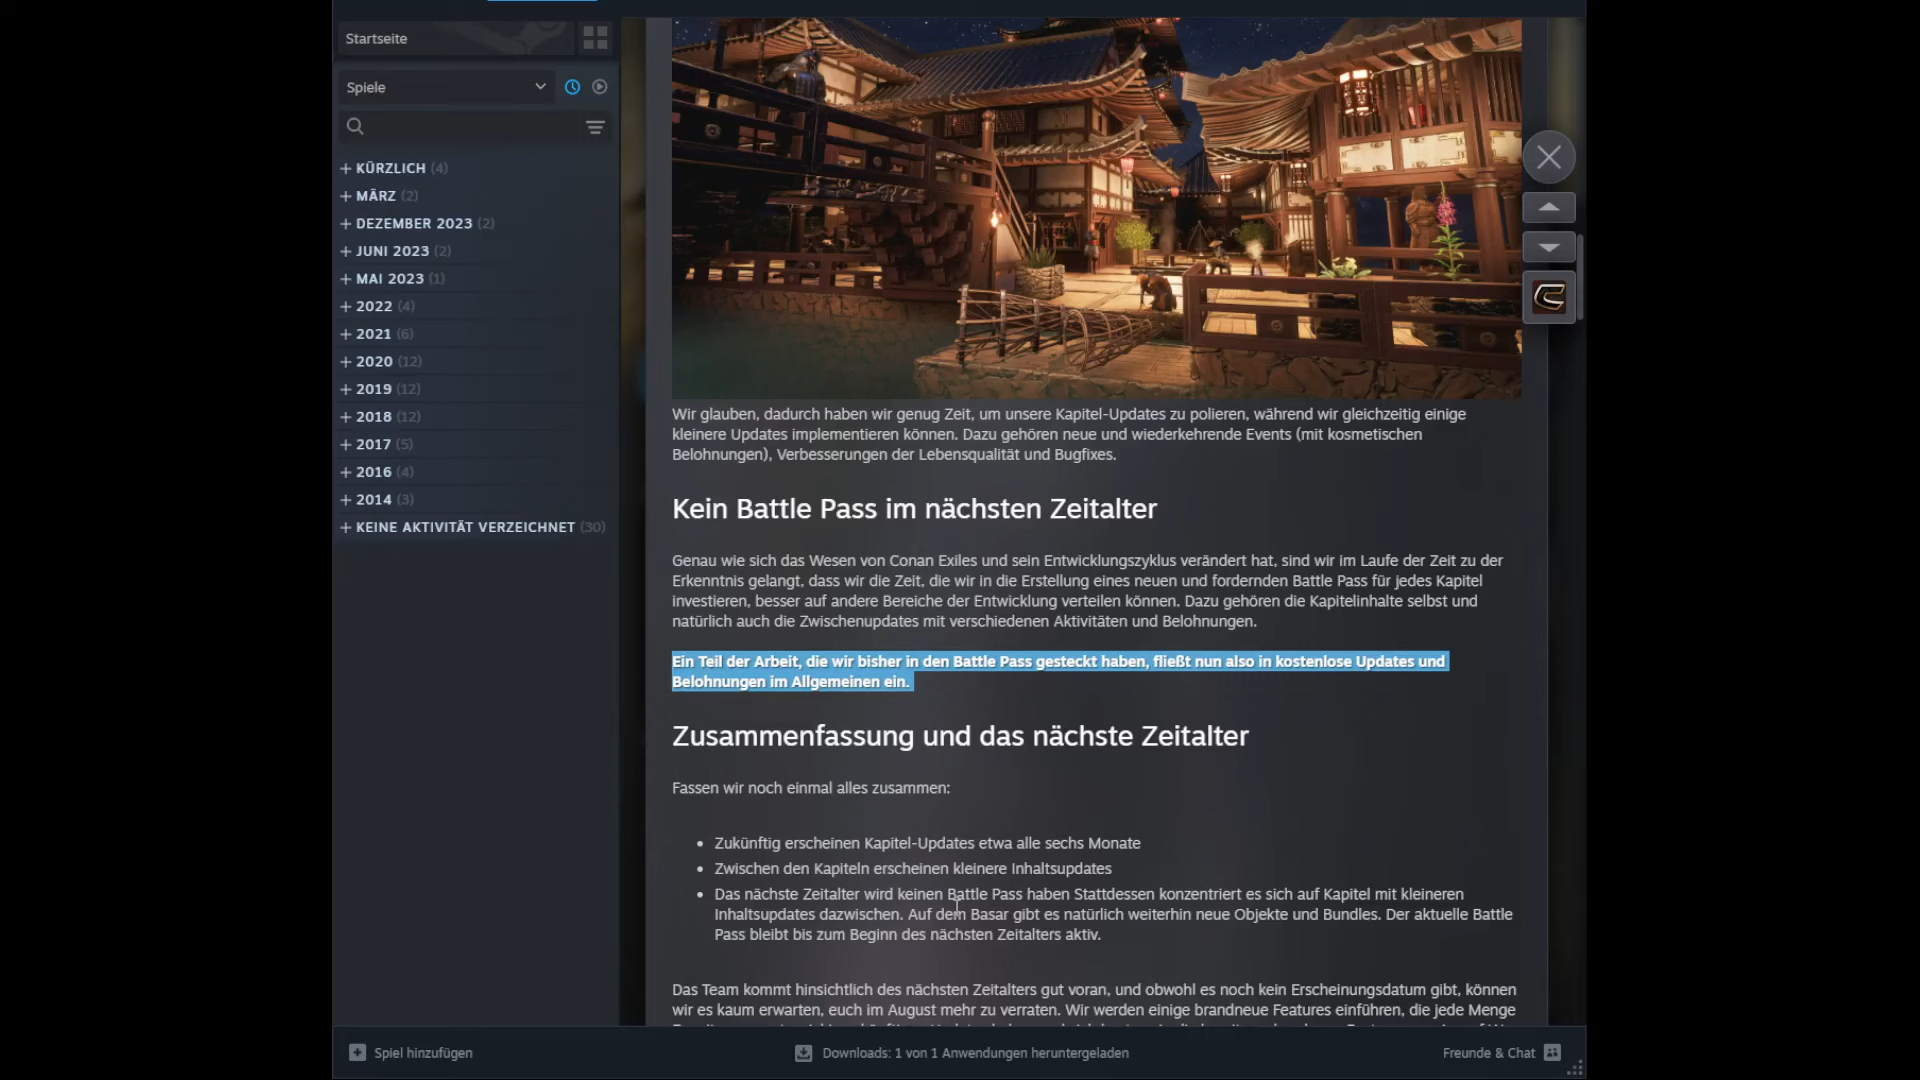 Startseite
Spiele
+ KÜRZLICH (4)
+ MÄRZ (2)
+ DEZEMBER 2023 (2)
+ JUNI 2023 (2)
+ MAI 2023 (1)
+ 2022 (4)
+ 2021 (6)
+ 2020 (12)
+ 2019 (12)
+ 2018 (12)
+ 2017 (5)
+ 2016 (4)
+ 2014 (3)
+ KEINE AKTIVITÄT VERZEICHNET (30)
Wir glauben, dadurch haben wir genug Zeit, um unsere Kapitel-Updates zu polieren, während wir gleichzeitig einige
kleinere Updates implementieren können. Dazu gehören neue und wiederkehrende Events (mit kosmetischen
Belohnungen), Verbesserungen der Lebensqualität und Bugfixes.
Kein Battle Pass im nächsten Zeitalter
Genau wie sich das Wesen von Conan Exiles und sein Entwicklungszyklus verändert hat, sind wir im Laufe der Zeit zu der
Erkenntnis gelangt, dass wir die Zeit, die wir in die Erstellung eines neuen und fordernden Battle Pass für jedes Kapitel
investieren, besser auf andere Bereiche der Entwicklung verteilen können. Dazu gehören die Kapitelinhalte selbst und
natürlich auch die Zwischenupdates mit verschiedenen Aktivitäten und Belohnungen.
Ein Teil der Arbeit, die wir bisher in den Battle Pass gesteckt haben, fließt nun also in kostenlose Updates und
Belohnungen im Allgemeinen ein.
Zusammenfassung und das nächste Zeitalter
Fassen wir noch einmal alles zusammen:
• Zukünftig erscheinen Kapitel-Updates etwa alle sechs Monate
• Zwischen den Kapiteln erscheinen kleinere Inhaltsupdates
• Das nächste Zeitalter wird keinen Battle Pass haben Stattdessen konzentriert es sich auf Kapitel mit kleineren
Inhaltsupdates dazwischen. Auf dem Basar gibt es natürlich weiterhin neue Objekte und Bundles. Der aktuelle Battle
Pass bleibt bis zum Beginn des nächsten Zeitalters aktiv.
Das Team kommt hinsichtlich des nächsten Zeitalters gut voran, und obwohl es noch kein Erscheinungsdatum gibt, können
wir es kaum erwarten, euch im August mehr zu verraten. Wir werden einige brandneue Features einführen, die jede Menge
Spiel hinzufügen
Downloads: 1 von 1 Anwendungen heruntergeladen
Freunde & Chat